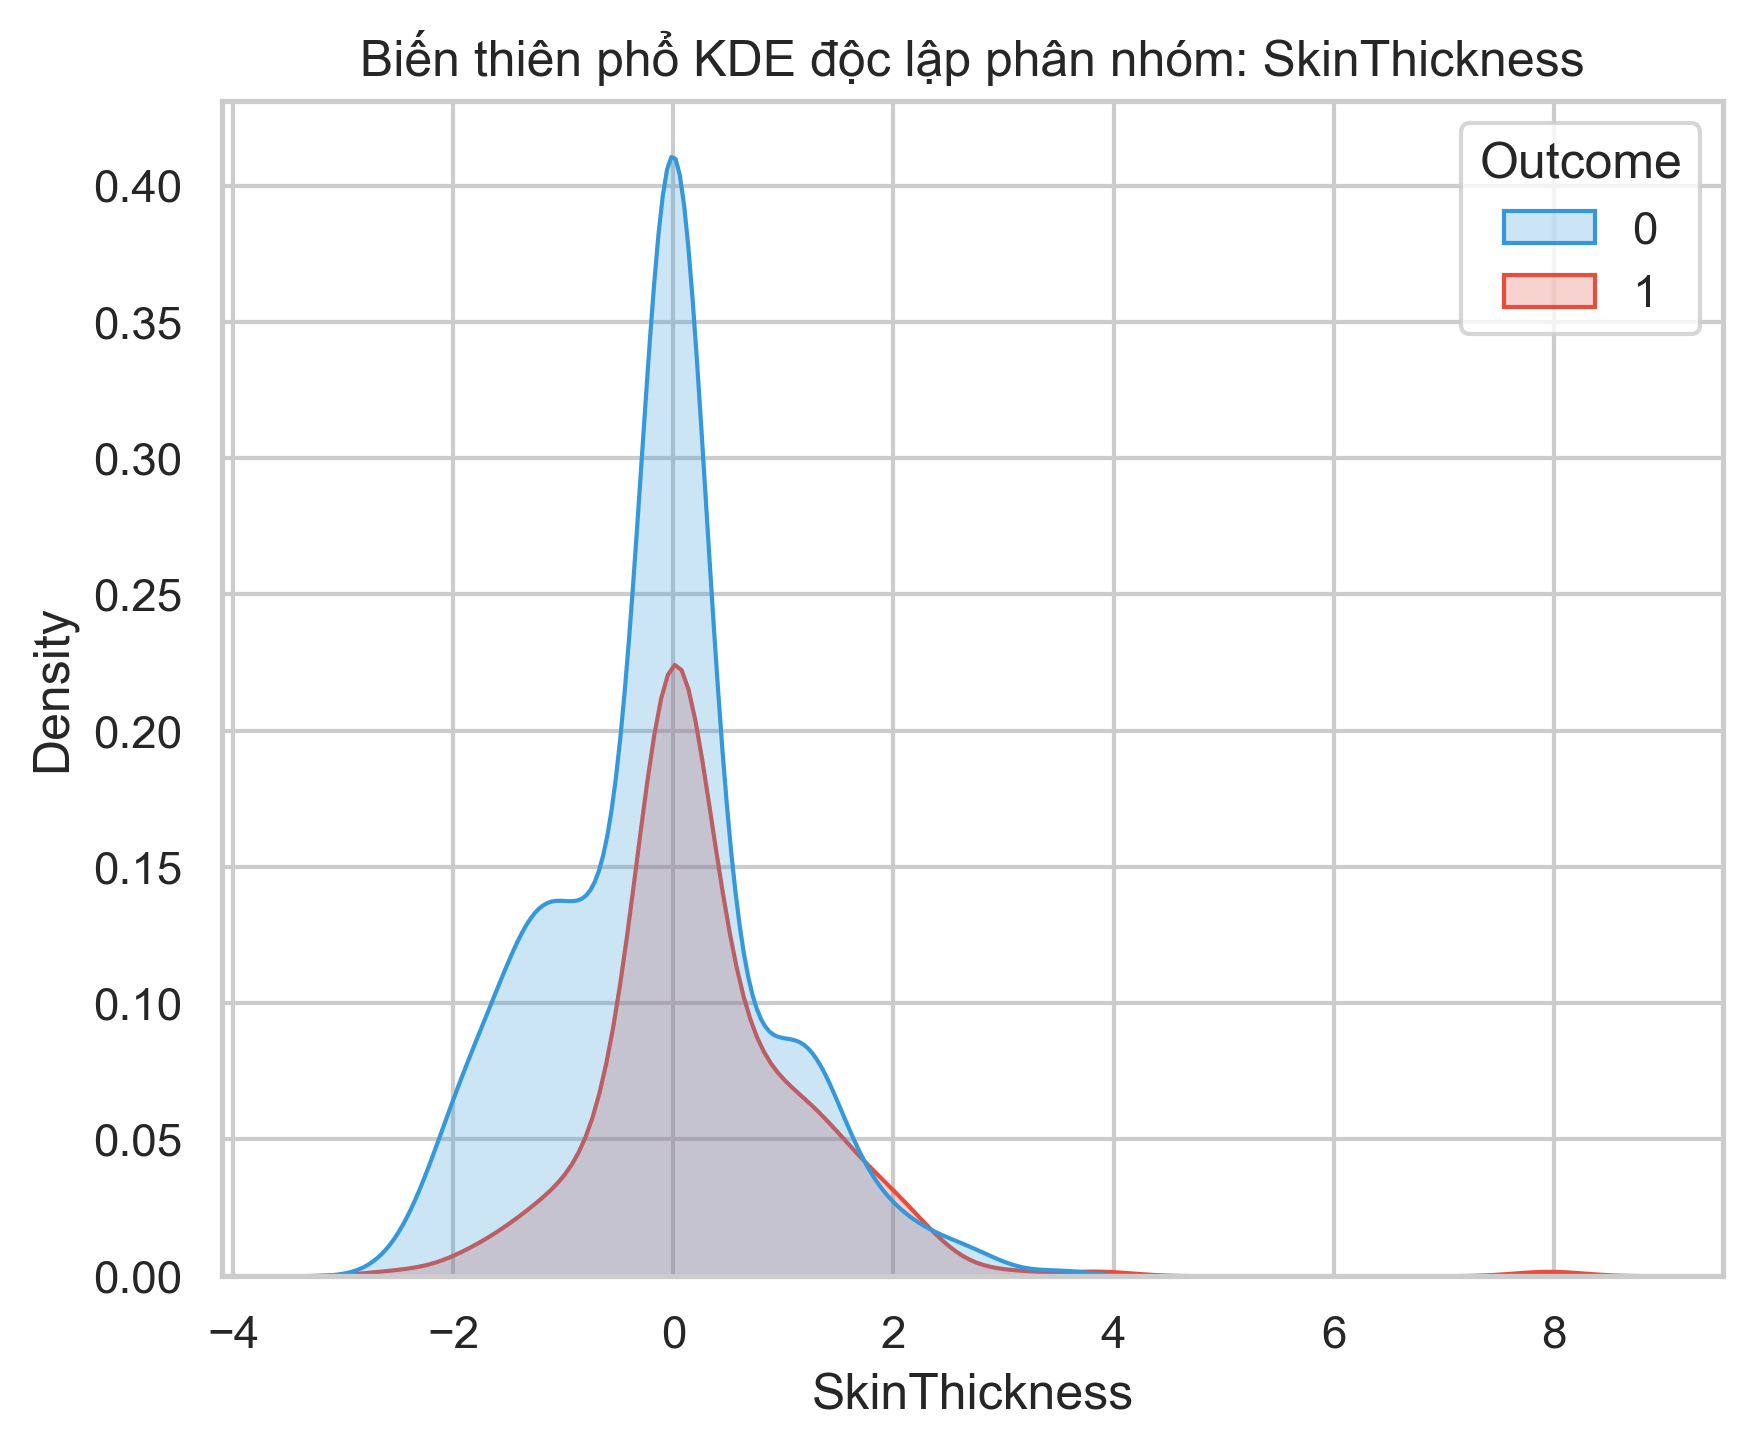 Biến thiên phổ KDE độc lập phân nhóm: SkinThickness
Outcome
0
1
0.40
0.35
0.30
0.25
0.20
0.15
0.10
0.05
0.00
Density
−4 −2 0 2 4 6 8
SkinThickness